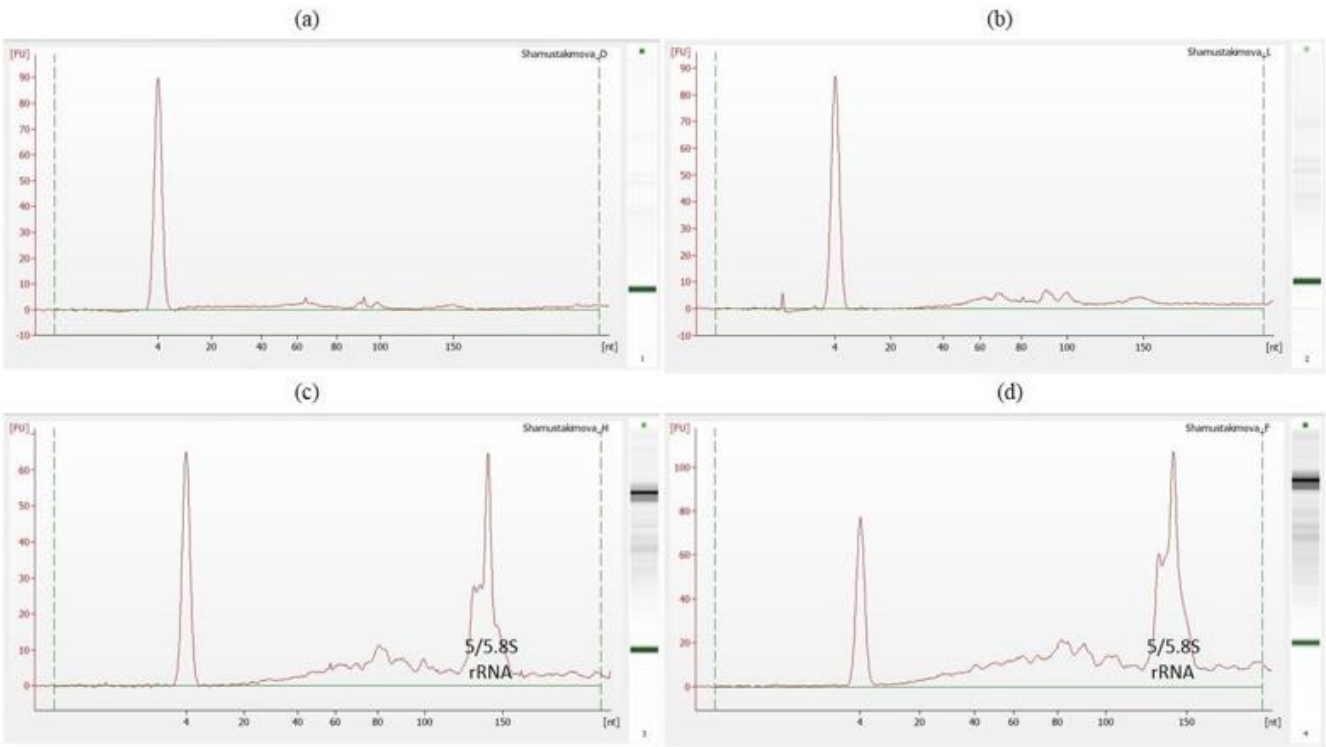 (a)
[FU]
Shamustakimova_D
90
80
70
60
50
40
30
20
10
0
-10
4 20 40 60 80 100 150 [nt]
1
(b)
[FU]
Shamustakimova_L
90
80
70
60
50
40
30
20
10
0
-10
4 20 40 60 80 100 150 [nt]
2
(c)
[FU]
Shamustakimova_H
60
50
40
30
20
10
0
5/5.8S
rRNA
4 20 40 60 80 100 150 [nt]
3
(d)
[FU]
Shamustakimova_F
100
80
60
40
20
0
5/5.8S
rRNA
4 20 40 60 80 100 150 [nt]
4